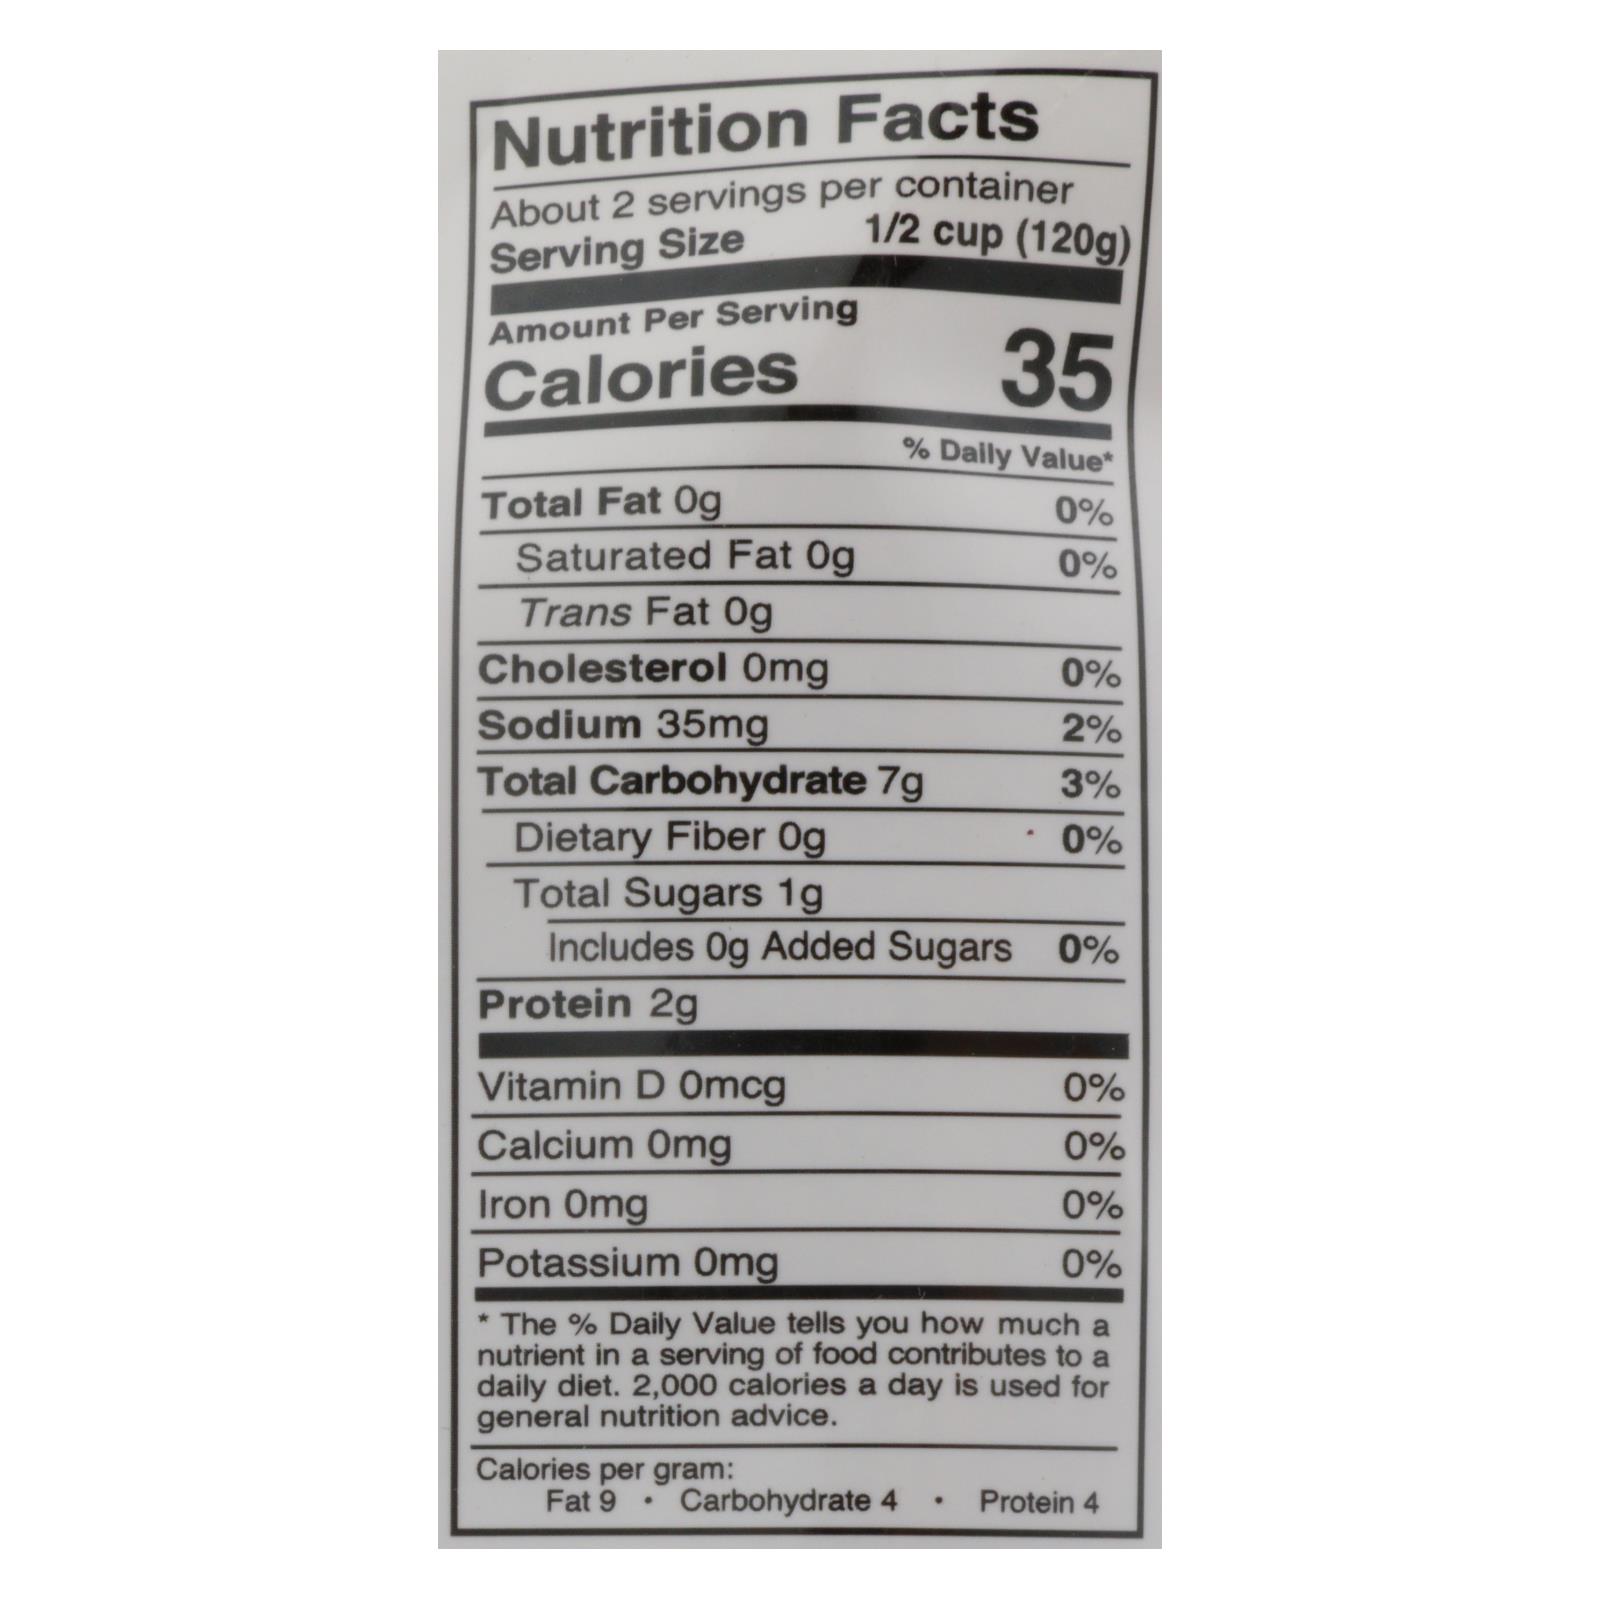 Nutrition Facts
About 2 servings per container
Serving Size 1/2 cup (120g)
Amount Per Serving
Calories 35
% Daily Value*
Total Fat 0g 0%
Saturated Fat 0g 0%
Trans Fat 0g
Cholesterol 0mg 0%
Sodium 35mg 2%
Total Carbohydrate 7g 3%
Dietary Fiber 0g 0%
Total Sugars 1g
Includes 0g Added Sugars 0%
Protein 2g
Vitamin D 0mcg 0%
Calcium 0mg 0%
Iron 0mg 0%
Potassium 0mg 0%
* The % Daily Value tells you how much a
nutrient in a serving of food contributes to a
daily diet. 2,000 calories a day is used for
general nutrition advice.
Calories per gram:
Fat 9 • Carbohydrate 4 • Protein 4